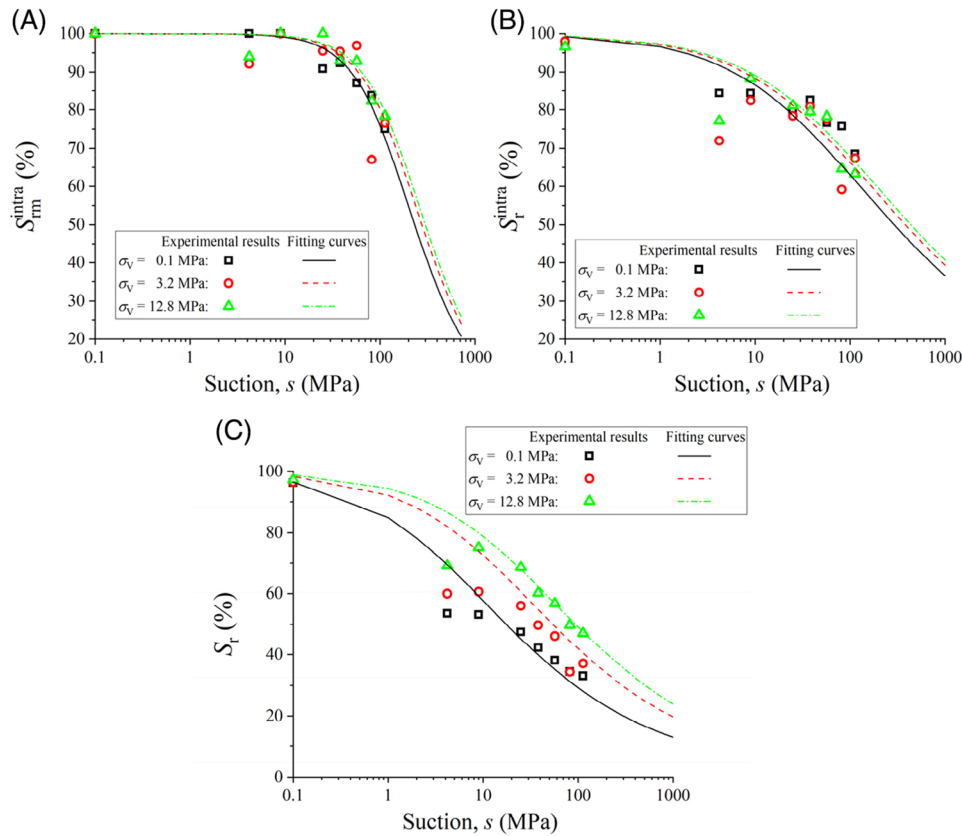 (A)
100
90
80
70
60
50
40
30
20
S_rm^intra (%)
Experimental results Fitting curves
σ_V = 0.1 MPa:
σ_V = 3.2 MPa:
σ_V = 12.8 MPa:
0.1 1 10 100 1000
Suction, s (MPa)
(B)
100
90
80
70
60
50
40
30
20
S_r^intra (%)
Experimental results Fitting curves
σ_V = 0.1 MPa:
σ_V = 3.2 MPa:
σ_V = 12.8 MPa:
0.1 1 10 100 1000
Suction, s (MPa)
(C)
Experimental results Fitting curves
σ_V = 0.1 MPa:
σ_V = 3.2 MPa:
σ_V = 12.8 MPa:
100
80
60
40
20
0
S_r (%)
0.1 1 10 100 1000
Suction, s (MPa)